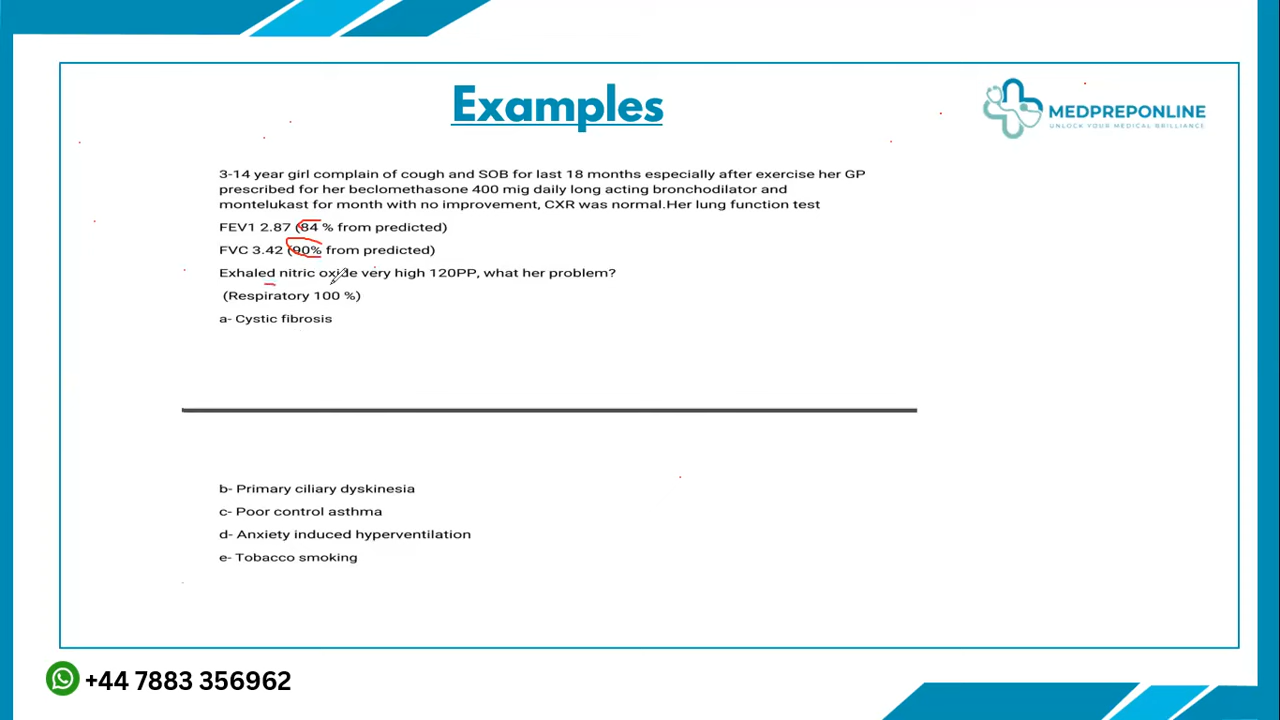 Examples
MEDPREPONLINE
UNLOCK YOUR MEDICAL BRILLIANCE
3-14 year girl complain of cough and SOB for last 18 months especially after exercise her GP
prescribed for her beclomethasone 400 mig daily long acting bronchodilator and
montelukast for month with no improvement, CXR was normal.Her lung function test
FEV1 2.87 (84 % from predicted)
FVC 3.42 (90% from predicted)
Exhaled nitric oxide very high 120PP, what her problem?
(Respiratory 100 %)
a- Cystic fibrosis
b- Primary ciliary dyskinesia
c- Poor control asthma
d- Anxiety induced hyperventilation
e- Tobacco smoking
+44 7883 356962